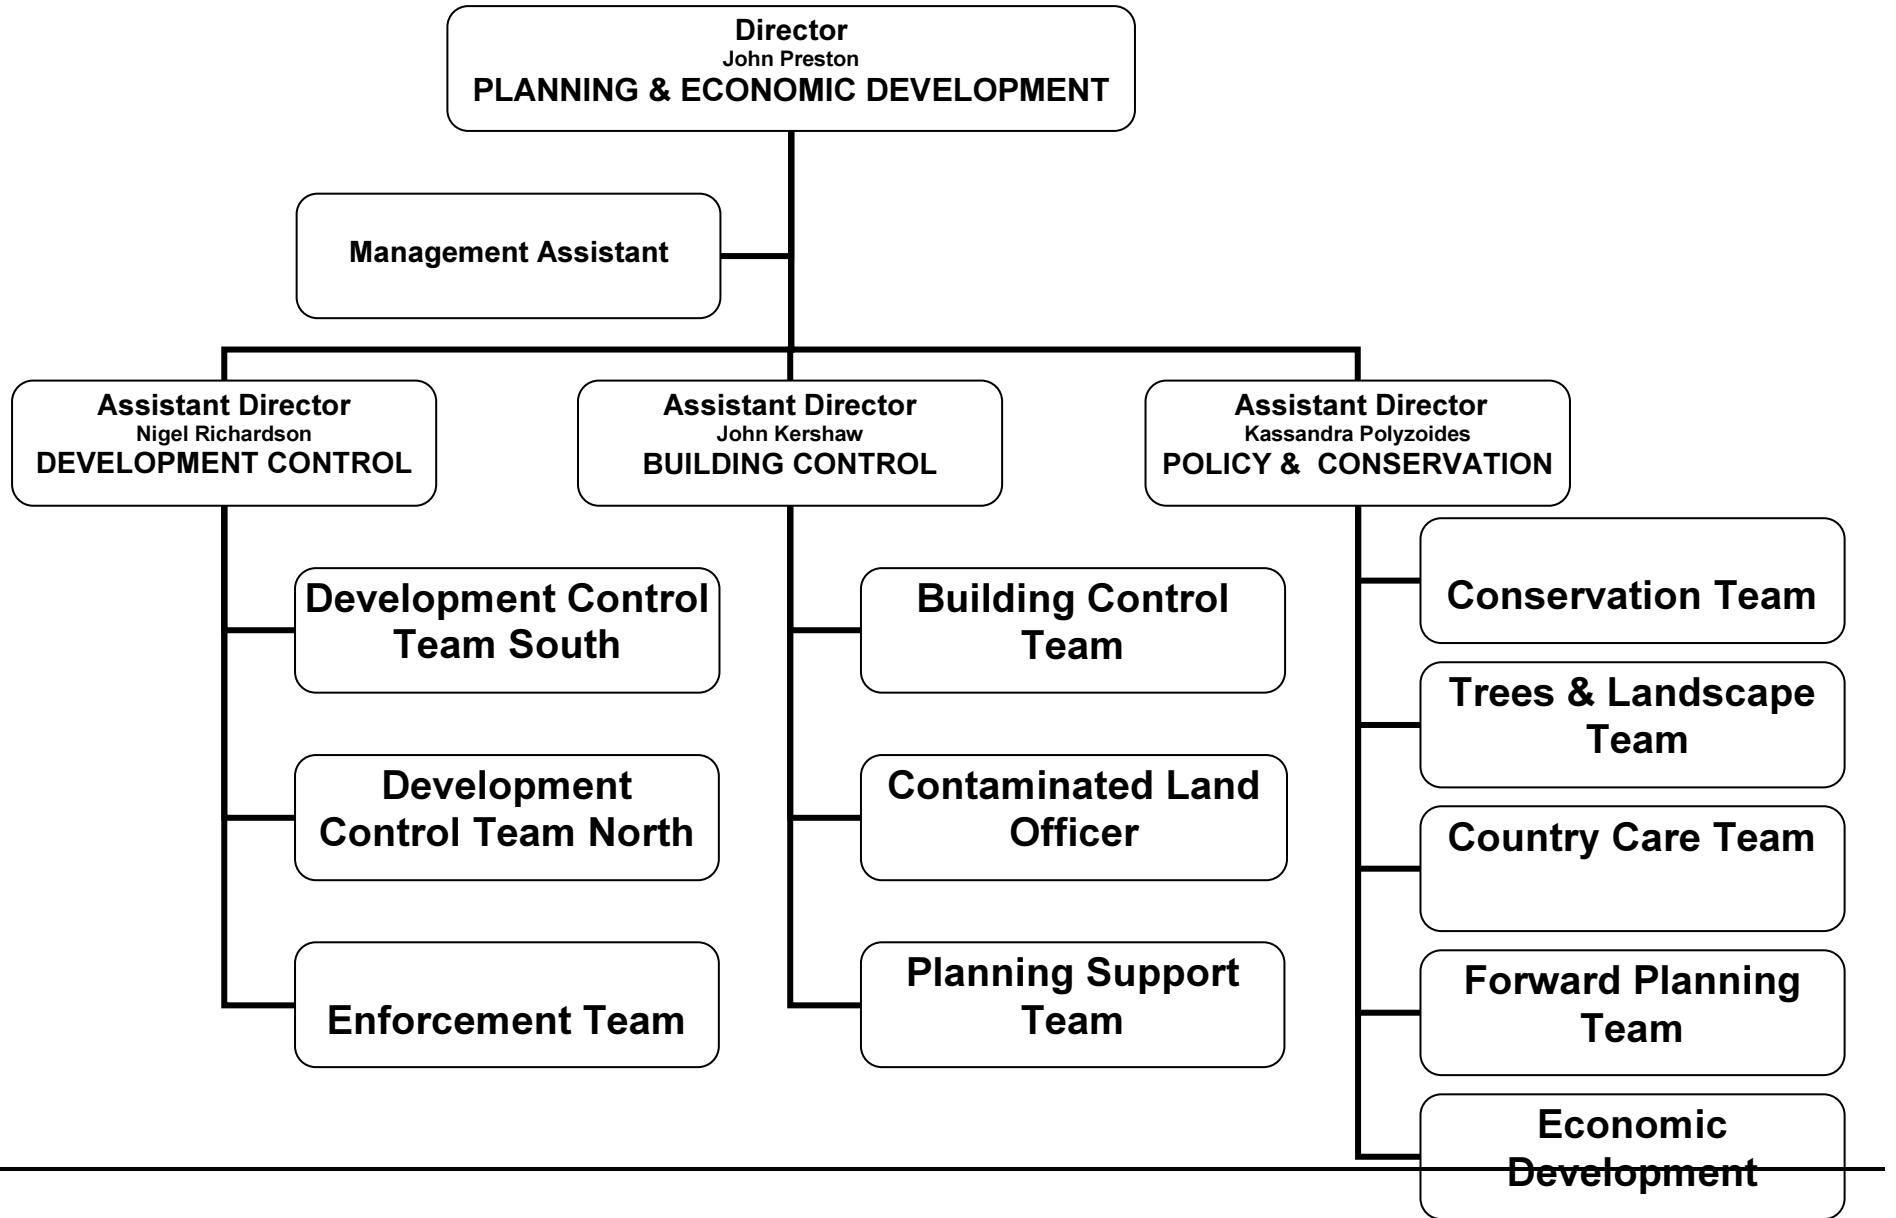 Director
John Preston
PLANNING & ECONOMIC DEVELOPMENT
Management Assistant
Assistant Director
Nigel Richardson
DEVELOPMENT CONTROL
Assistant Director
John Kershaw
BUILDING CONTROL
Assistant Director
Kassandra Polyzoides
POLICY & CONSERVATION
Development Control
Team South
Development
Control Team North
Enforcement Team
Building Control
Team
Contaminated Land
Officer
Planning Support
Team
Conservation Team
Trees & Landscape
Team
Country Care Team
Forward Planning
Team
Economic
Development